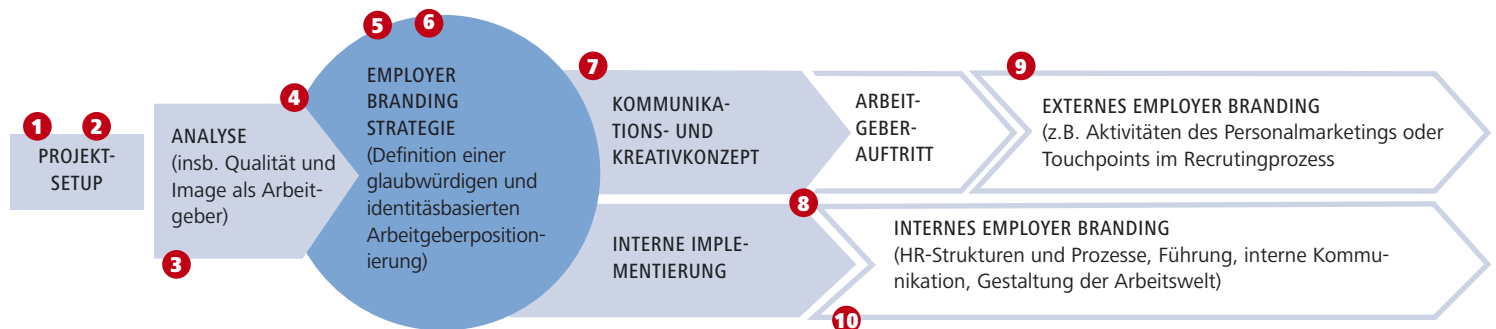 1
2
PROJEKT-
SETUP
3
4
ANALYSE
(insb. Qualität und
Image als Arbeit-
geber)
5
6
EMPLOYER
BRANDING
STRATEGIE
(Definition einer
glaubwürdigen und
identitäsbasierten
Arbeitgeberposition-
ierung)
7
KOMMUNIKA-
TIONS- UND
KREATIVKONZEPT
ARBEIT-
GEBER-
AUFTRITT
9
EXTERNES EMPLOYER BRANDING
(z.B. Aktivitäten des Personalmarketings oder
Touchpoints im Recrutingprozess
INTERNE IMPLE-
MENTIERUNG
8
INTERNES EMPLOYER BRANDING
(HR-Strukturen und Prozesse, Führung, interne Kommu-
nikation, Gestaltung der Arbeitswelt)
10